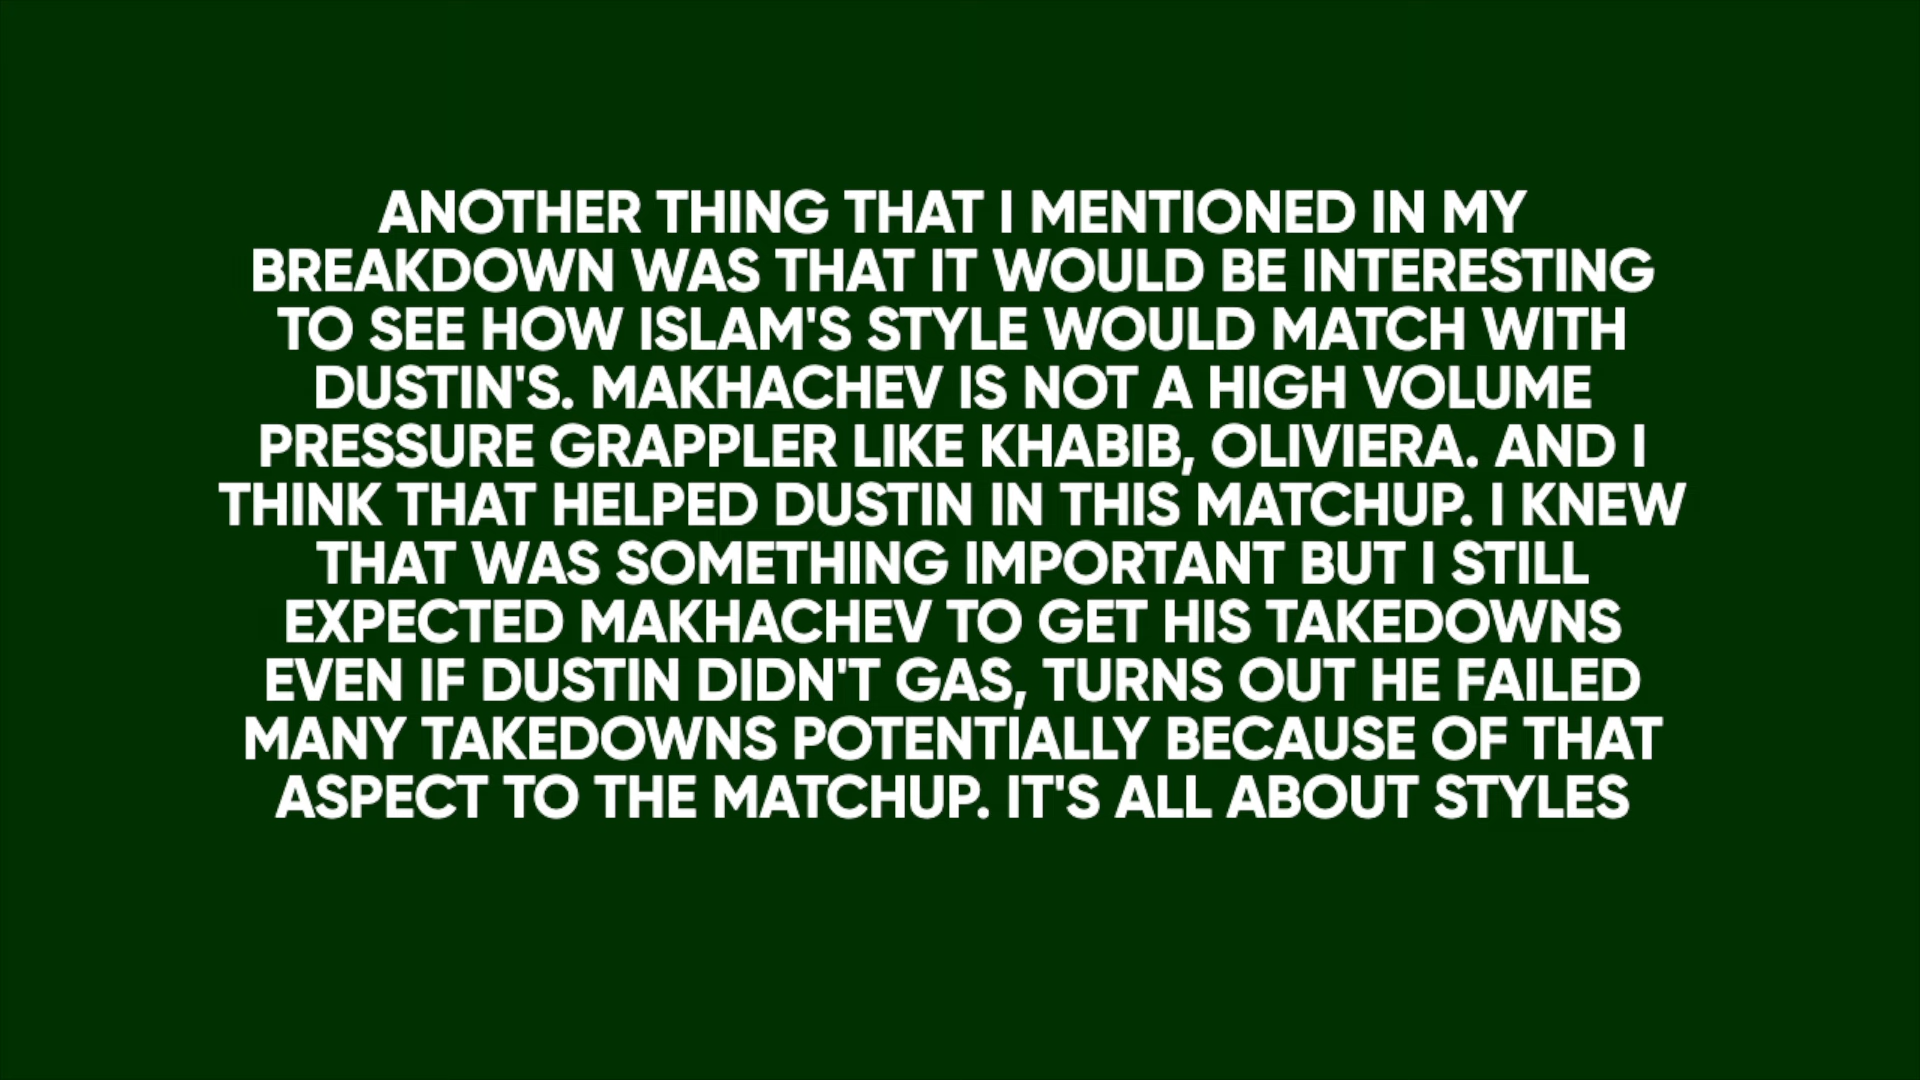 ANOTHER THING THAT I MENTIONED IN MY
BREAKDOWN WAS THAT IT WOULD BE INTERESTING
TO SEE HOW ISLAM'S STYLE WOULD MATCH WITH
DUSTIN'S. MAKHACHEV IS NOT A HIGH VOLUME
PRESSURE GRAPPLER LIKE KHABIB, OLIVIERA. AND I
THINK THAT HELPED DUSTIN IN THIS MATCHUP. I KNEW
THAT WAS SOMETHING IMPORTANT BUT I STILL
EXPECTED MAKHACHEV TO GET HIS TAKEDOWNS
EVEN IF DUSTIN DIDN'T GAS, TURNS OUT HE FAILED
MANY TAKEDOWNS POTENTIALLY BECAUSE OF THAT
ASPECT TO THE MATCHUP. IT'S ALL ABOUT STYLES